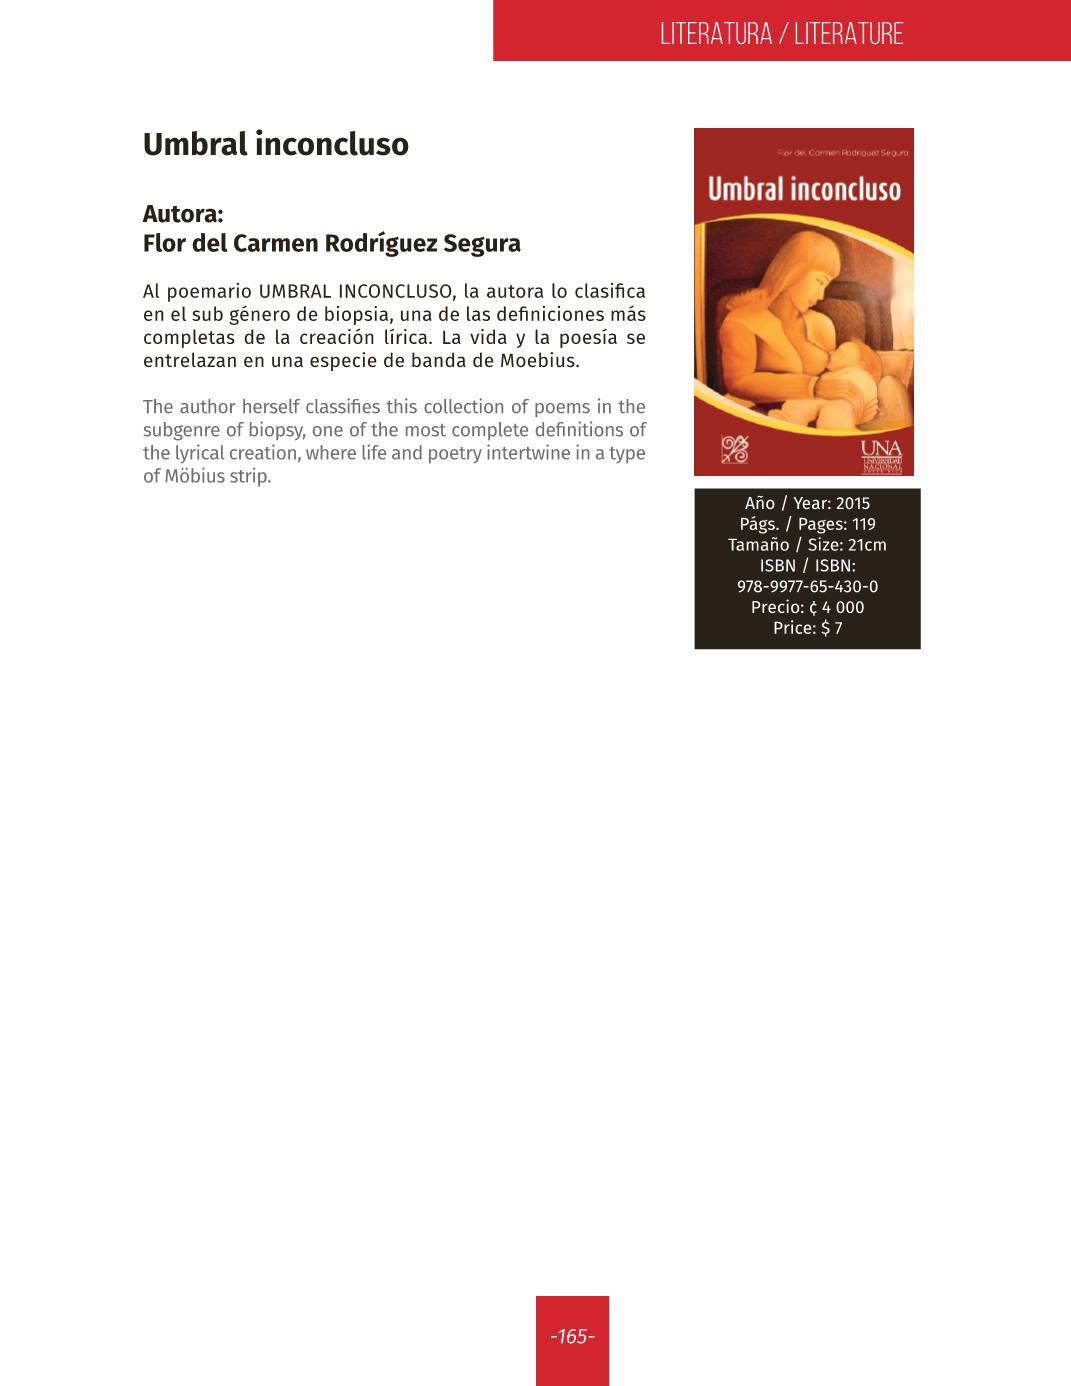 LITERATURA / LITERATURE
Umbral inconcluso
Autora:
Flor del Carmen Rodríguez Segura
Al poemario UMBRAL INCONCLUSO, la autora lo clasifica
en el sub género de biopsia, una de las definiciones más
completas de la creación lírica. La vida y la poesía se
entrelazan en una especie de banda de Moebius.
The author herself classifies this collection of poems in the
subgenre of biopsy, one of the most complete definitions of
the lyrical creation, where life and poetry intertwine in a type
of Möbius strip.
Flor del Carmen Rodríguez Segura
Umbral inconcluso
UNA
UNIVERSIDAD
NACIONAL
COSTA RICA
Año / Year: 2015
Págs. / Pages: 119
Tamaño / Size: 21cm
ISBN / ISBN:
978-9977-65-430-0
Precio: ¢ 4 000
Price: $ 7
-165-